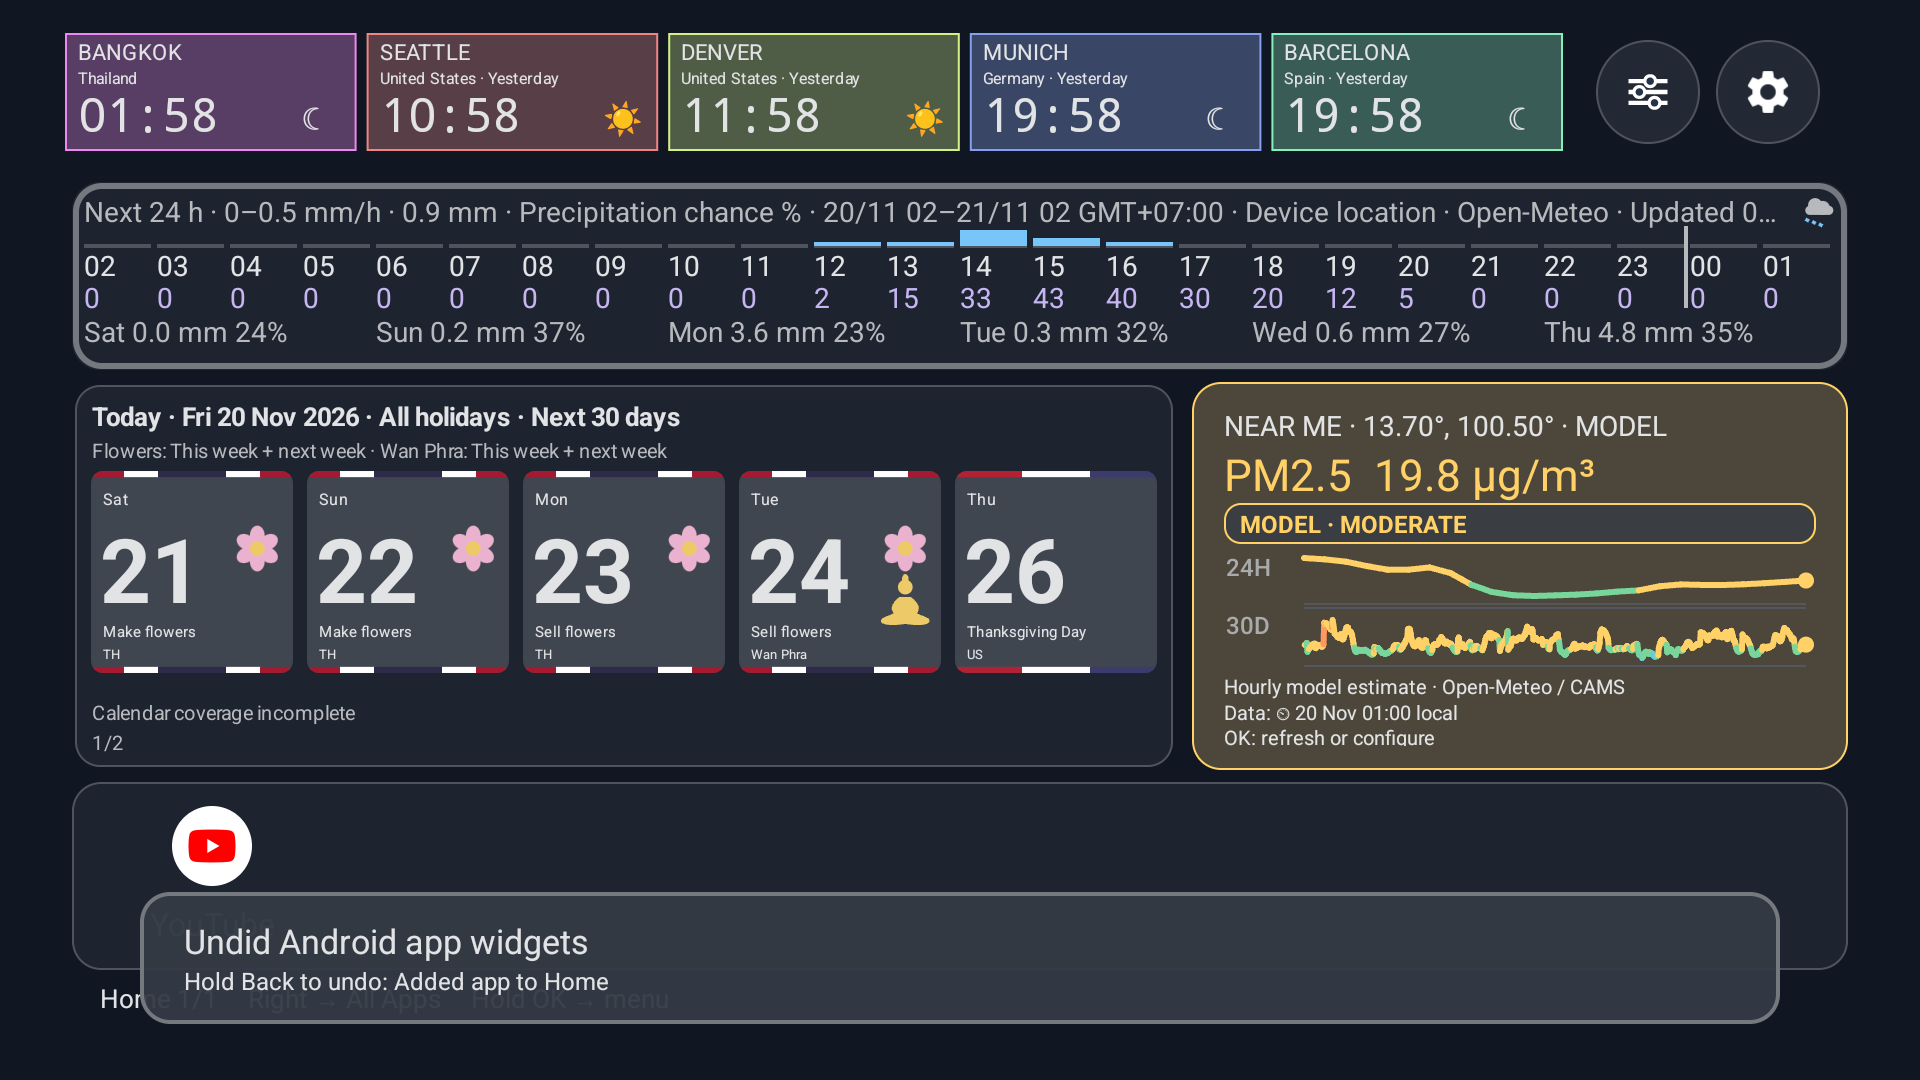 BANGKOK
Thailand
01:58
SEATTLE
United States · Yesterday
10:58
DENVER
United States · Yesterday
11:58
MUNICH
Germany · Yesterday
19:58
BARCELONA
Spain · Yesterday
19:58
Next 24 h · 0–0.5 mm/h · 0.9 mm · Precipitation chance % · 20/11 02–21/11 02 GMT+07:00 · Device location · Open-Meteo · Updated 0…
02 03 04 05 06 07 08 09 10 11 12 13 14 15 16 17 18 19 20 21 22 23 00 01
0 0 0 0 0 0 0 0 0 0 2 15 33 43 40 30 20 12 5 0 0 0 0 0
Sat 0.0 mm 24% Sun 0.2 mm 37% Mon 3.6 mm 23% Tue 0.3 mm 32% Wed 0.6 mm 27% Thu 4.8 mm 35%
Today · Fri 20 Nov 2026 · All holidays · Next 30 days
Flowers: This week + next week · Wan Phra: This week + next week
Sat
21
Make flowers
TH
Sun
22
Make flowers
TH
Mon
23
Sell flowers
TH
Tue
24
Sell flowers
Wan Phra
Thu
26
Thanksgiving Day
US
Calendar coverage incomplete
1/2
NEAR ME · 13.70°, 100.50° · MODEL
PM2.5 19.8 µg/m³
MODEL · MODERATE
24H
30D
Hourly model estimate · Open-Meteo / CAMS
Data: ⏲ 20 Nov 01:00 local
OK: refresh or configure
YouTube
Undid Android app widgets
Hold Back to undo: Added app to Home
Home 1/1 Right → All Apps Hold OK → menu